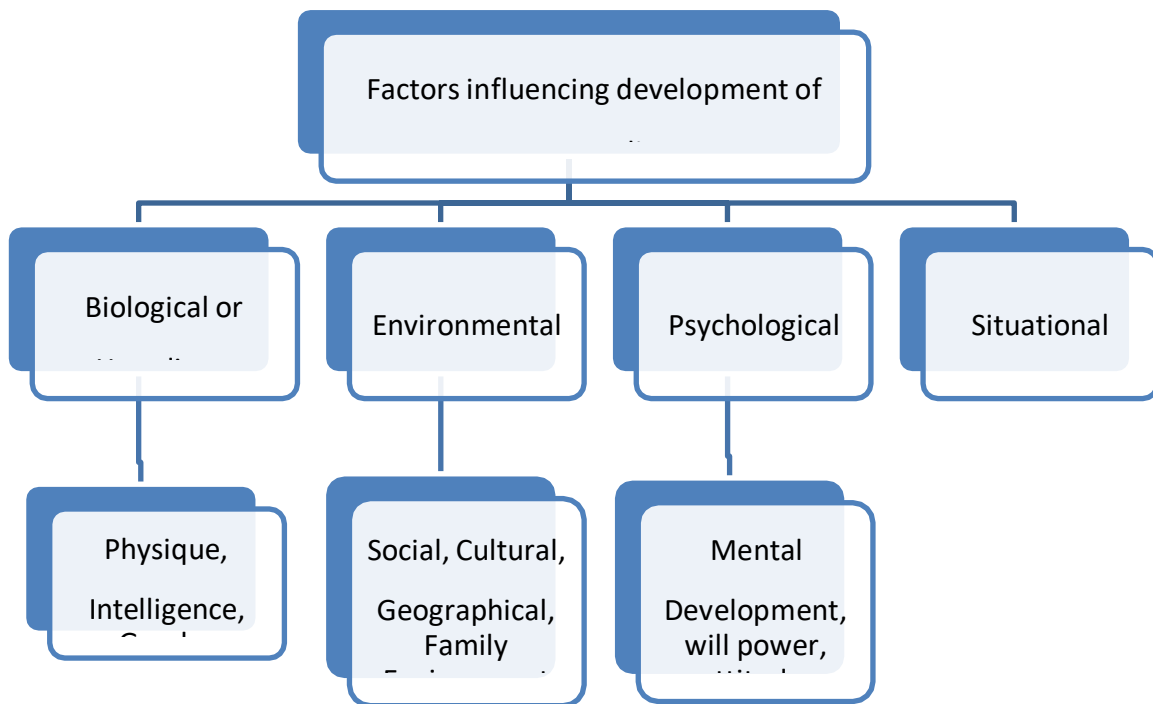 Factors influencing development of
Biological or
Environmental
Psychological
Situational
Physique,
Intelligence,
Social, Cultural,
Geographical,
Family
Mental
Development,
will power,